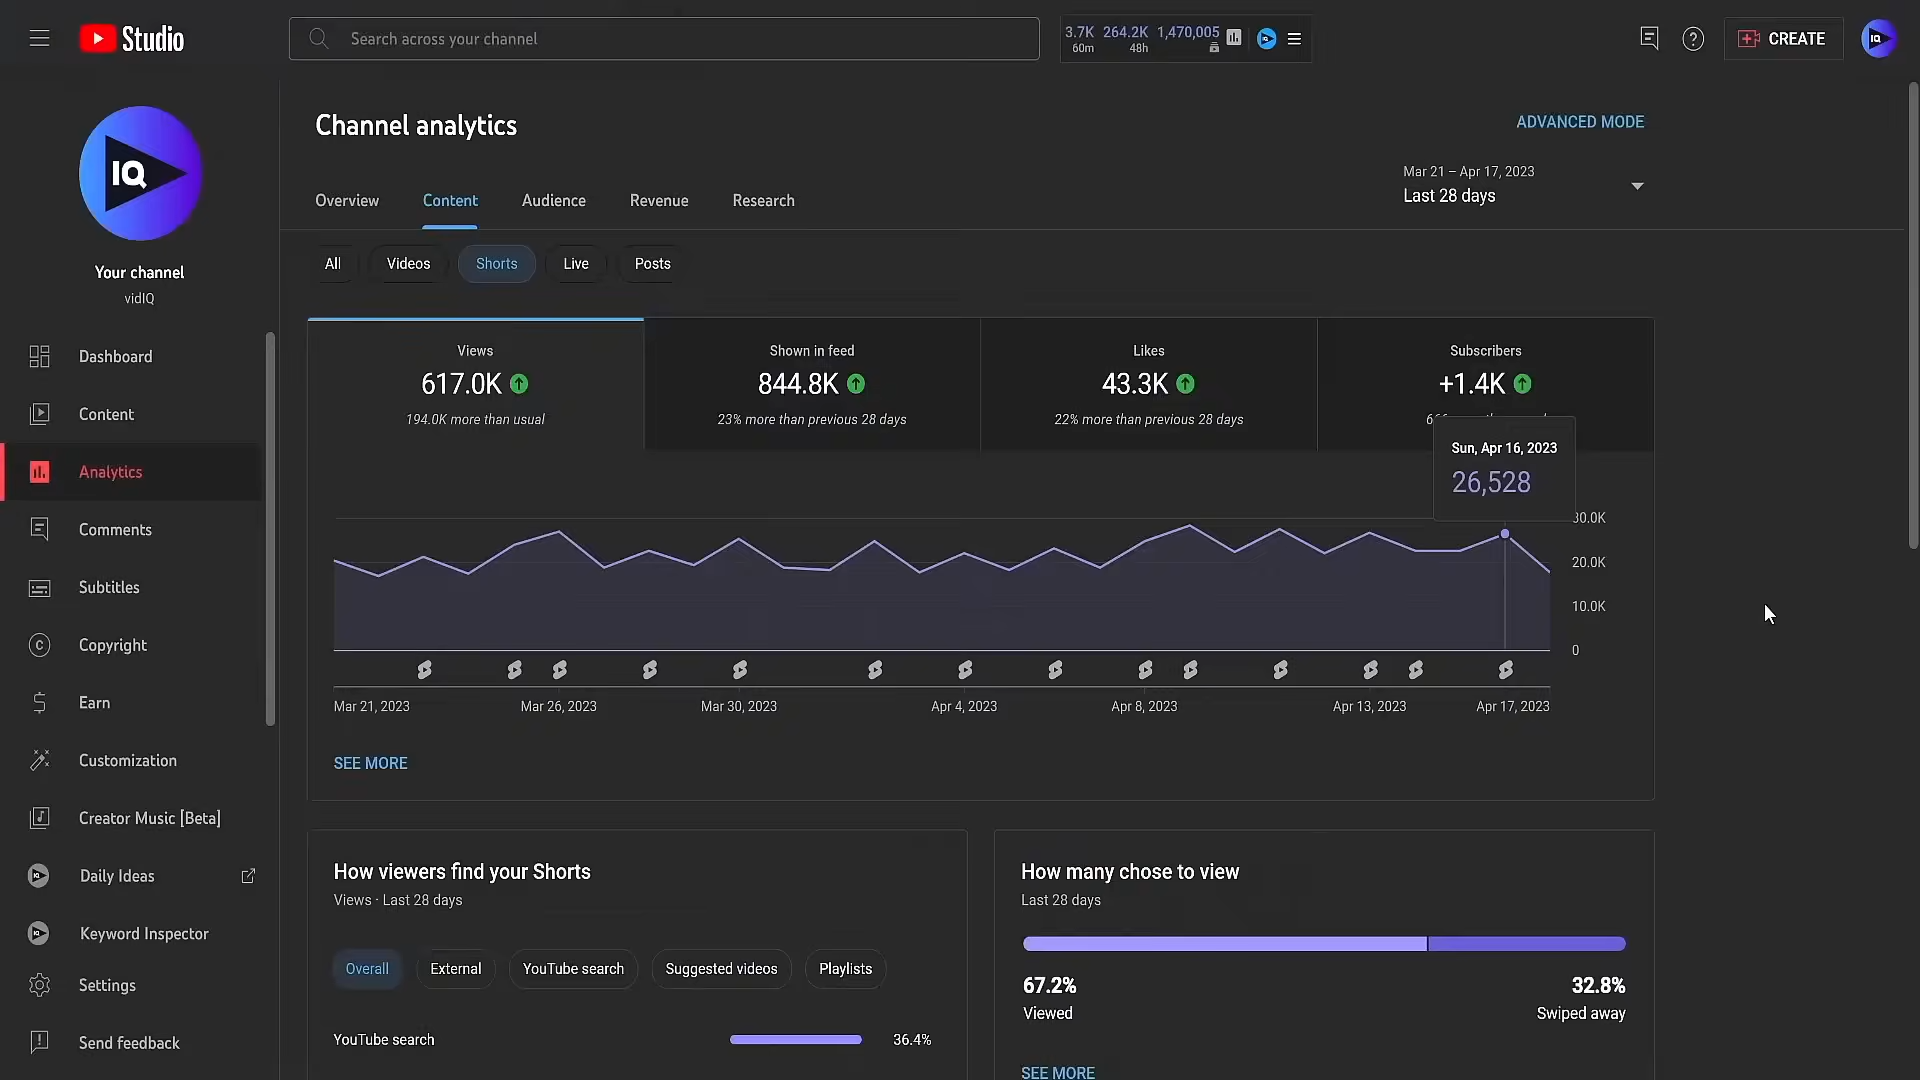 Studio
Search across your channel
3.7K 264.2K 1,470,005
60m 48h
CREATE
IQ
Your channel
vidIQ
Dashboard
Content
Analytics
Comments
Subtitles
Copyright
Earn
Customization
Creator Music [Beta]
Daily Ideas
Keyword Inspector
Settings
Send feedback
Channel analytics
ADVANCED MODE
Mar 21 – Apr 17, 2023
Last 28 days
Overview Content Audience Revenue Research
All Videos Shorts Live Posts
Views Shown in feed Likes Subscribers
617.0K 844.8K 43.3K +1.4K
194.0K more than usual 23% more than previous 28 days 22% more than previous 28 days
Sun, Apr 16, 2023
26,528
30.0K
20.0K
10.0K
0
Mar 21, 2023 Mar 26, 2023 Mar 30, 2023 Apr 4, 2023 Apr 8, 2023 Apr 13, 2023 Apr 17, 2023
SEE MORE
How viewers find your Shorts
Views · Last 28 days
Overall External YouTube search Suggested videos Playlists
YouTube search 36.4%
How many chose to view
Last 28 days
67.2% 32.8%
Viewed Swiped away
SEE MORE